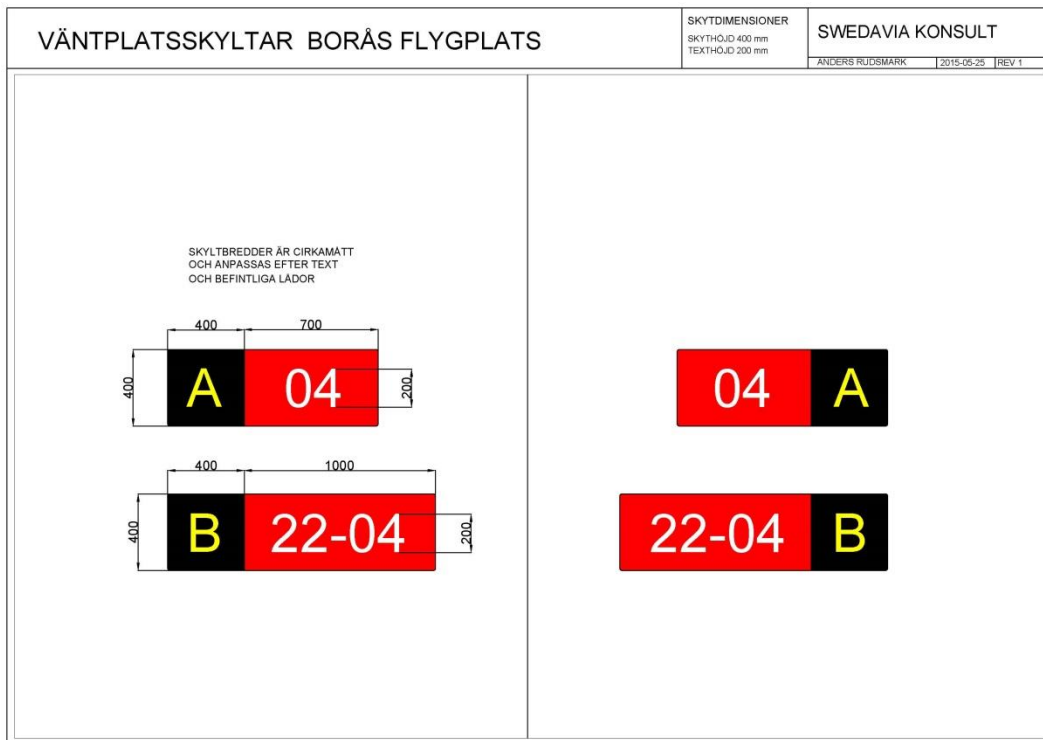 VÄNTPLATSSKYLTAR BORÅS FLYGPLATS
SKYTDIMENSIONER
SKYTHÖJD 400 mm
TEXTHÖJD 200 mm
SWEDAVIA KONSULT
ANDERS RUDSMARK 2015-05-25 REV 1
SKYLTBREDDER ÄR CIRKAMÅTT
OCH ANPASSAS EFTER TEXT
OCH BEFINTLIGA LÅDOR
400 700
400 A 04 200
04 A
400 1000
400 B 22-04 200
22-04 B